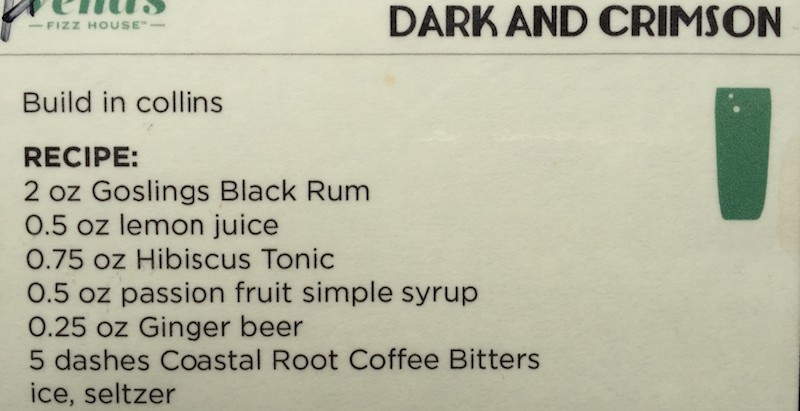 FIZZ HOUSE™
DARK AND CRIMSON
Build in collins
RECIPE:
2 oz Goslings Black Rum
0.5 oz lemon juice
0.75 oz Hibiscus Tonic
0.5 oz passion fruit simple syrup
0.25 oz Ginger beer
5 dashes Coastal Root Coffee Bitters
ice, seltzer